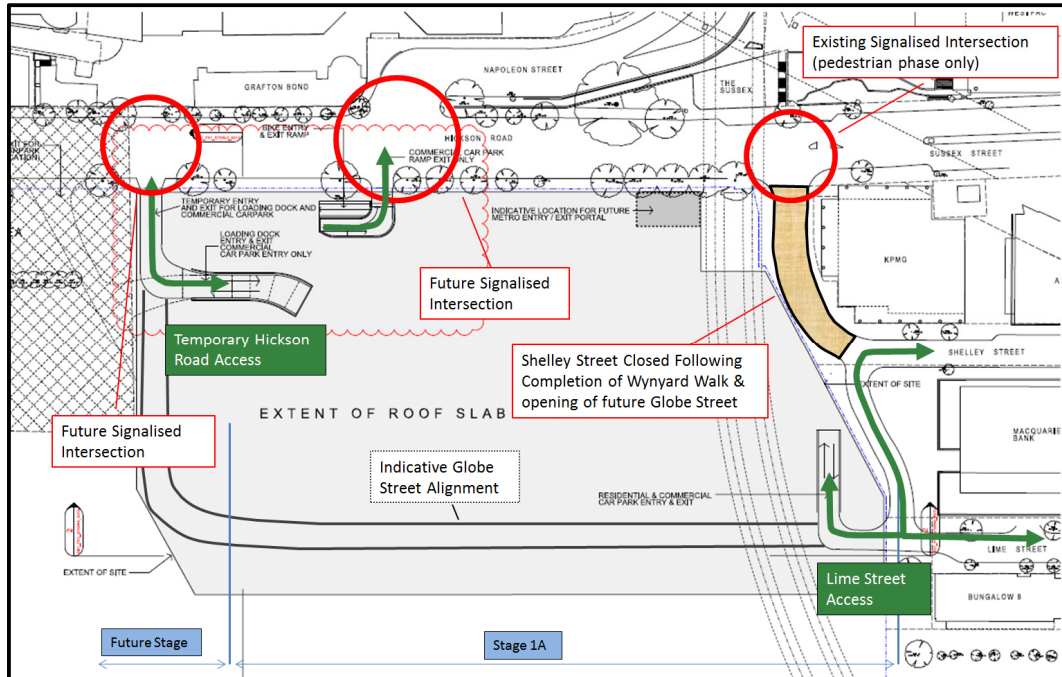 WESTPAC
Existing Signalised Intersection
(pedestrian phase only)
NAPOLEON STREET
GRAFTON BOND
THE
SUSSEX
BIKE ENTRY
& EXIT RAMP
HICKSON ROAD
COMMERCIAL CAR PARK
RAMP EXIT ONLY
SUSSEX STREET
EXIT FOR
TEMPORARY ENTRY
AND EXIT FOR LOADING DOCK AND
COMMERCIAL CARPARK
INDICATIVE LOCATION FOR FUTURE
METRO ENTRY / EXIT PORTAL
LOADING DOCK
ENTRY & EXIT
COMMERCIAL
CAR PARK ENTRY ONLY
KPMG
A
Future Signalised
Intersection
Temporary Hickson
Road Access
Shelley Street Closed Following
Completion of Wynyard Walk &
opening of future Globe Street
SHELLEY STREET
EXTENT OF SITE
EXTENT OF ROOF SLAB
Future Signalised
Intersection
MACQUARIE
BANK
Indicative Globe
Street Alignment
RESIDENTIAL & COMMERCIAL
CAR PARK ENTRY & EXIT
2
2
LIME STREET
EXTENT OF SITE
Lime Street
Access
BUNGALOW 8
Future Stage
Stage 1A